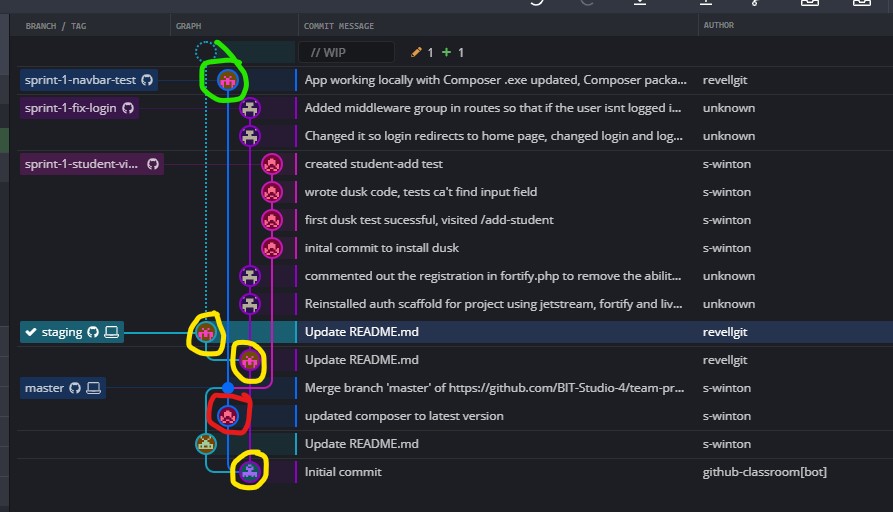 BRANCH / TAG GRAPH COMMIT MESSAGE AUTHOR
// WIP 1 + 1
sprint-1-navbar-test App working locally with Composer .exe updated, Composer packa... revellgit
sprint-1-fix-login Added middleware group in routes so that if the user isnt logged i... unknown
Changed it so login redirects to home page, changed login and log... unknown
sprint-1-student-vi... created student-add test s-winton
wrote dusk code, tests ca't find input field s-winton
first dusk test sucessful, visited /add-student s-winton
inital commit to install dusk s-winton
commented out the registration in fortify.php to remove the abilit... unknown
Reinstalled auth scaffold for project using jetstream, fortify and liv... unknown
staging Update README.md revellgit
Update README.md revellgit
master Merge branch 'master' of https://github.com/BIT-Studio-4/team-pr... s-winton
updated composer to latest version s-winton
Update README.md s-winton
Initial commit github-classroom[bot]